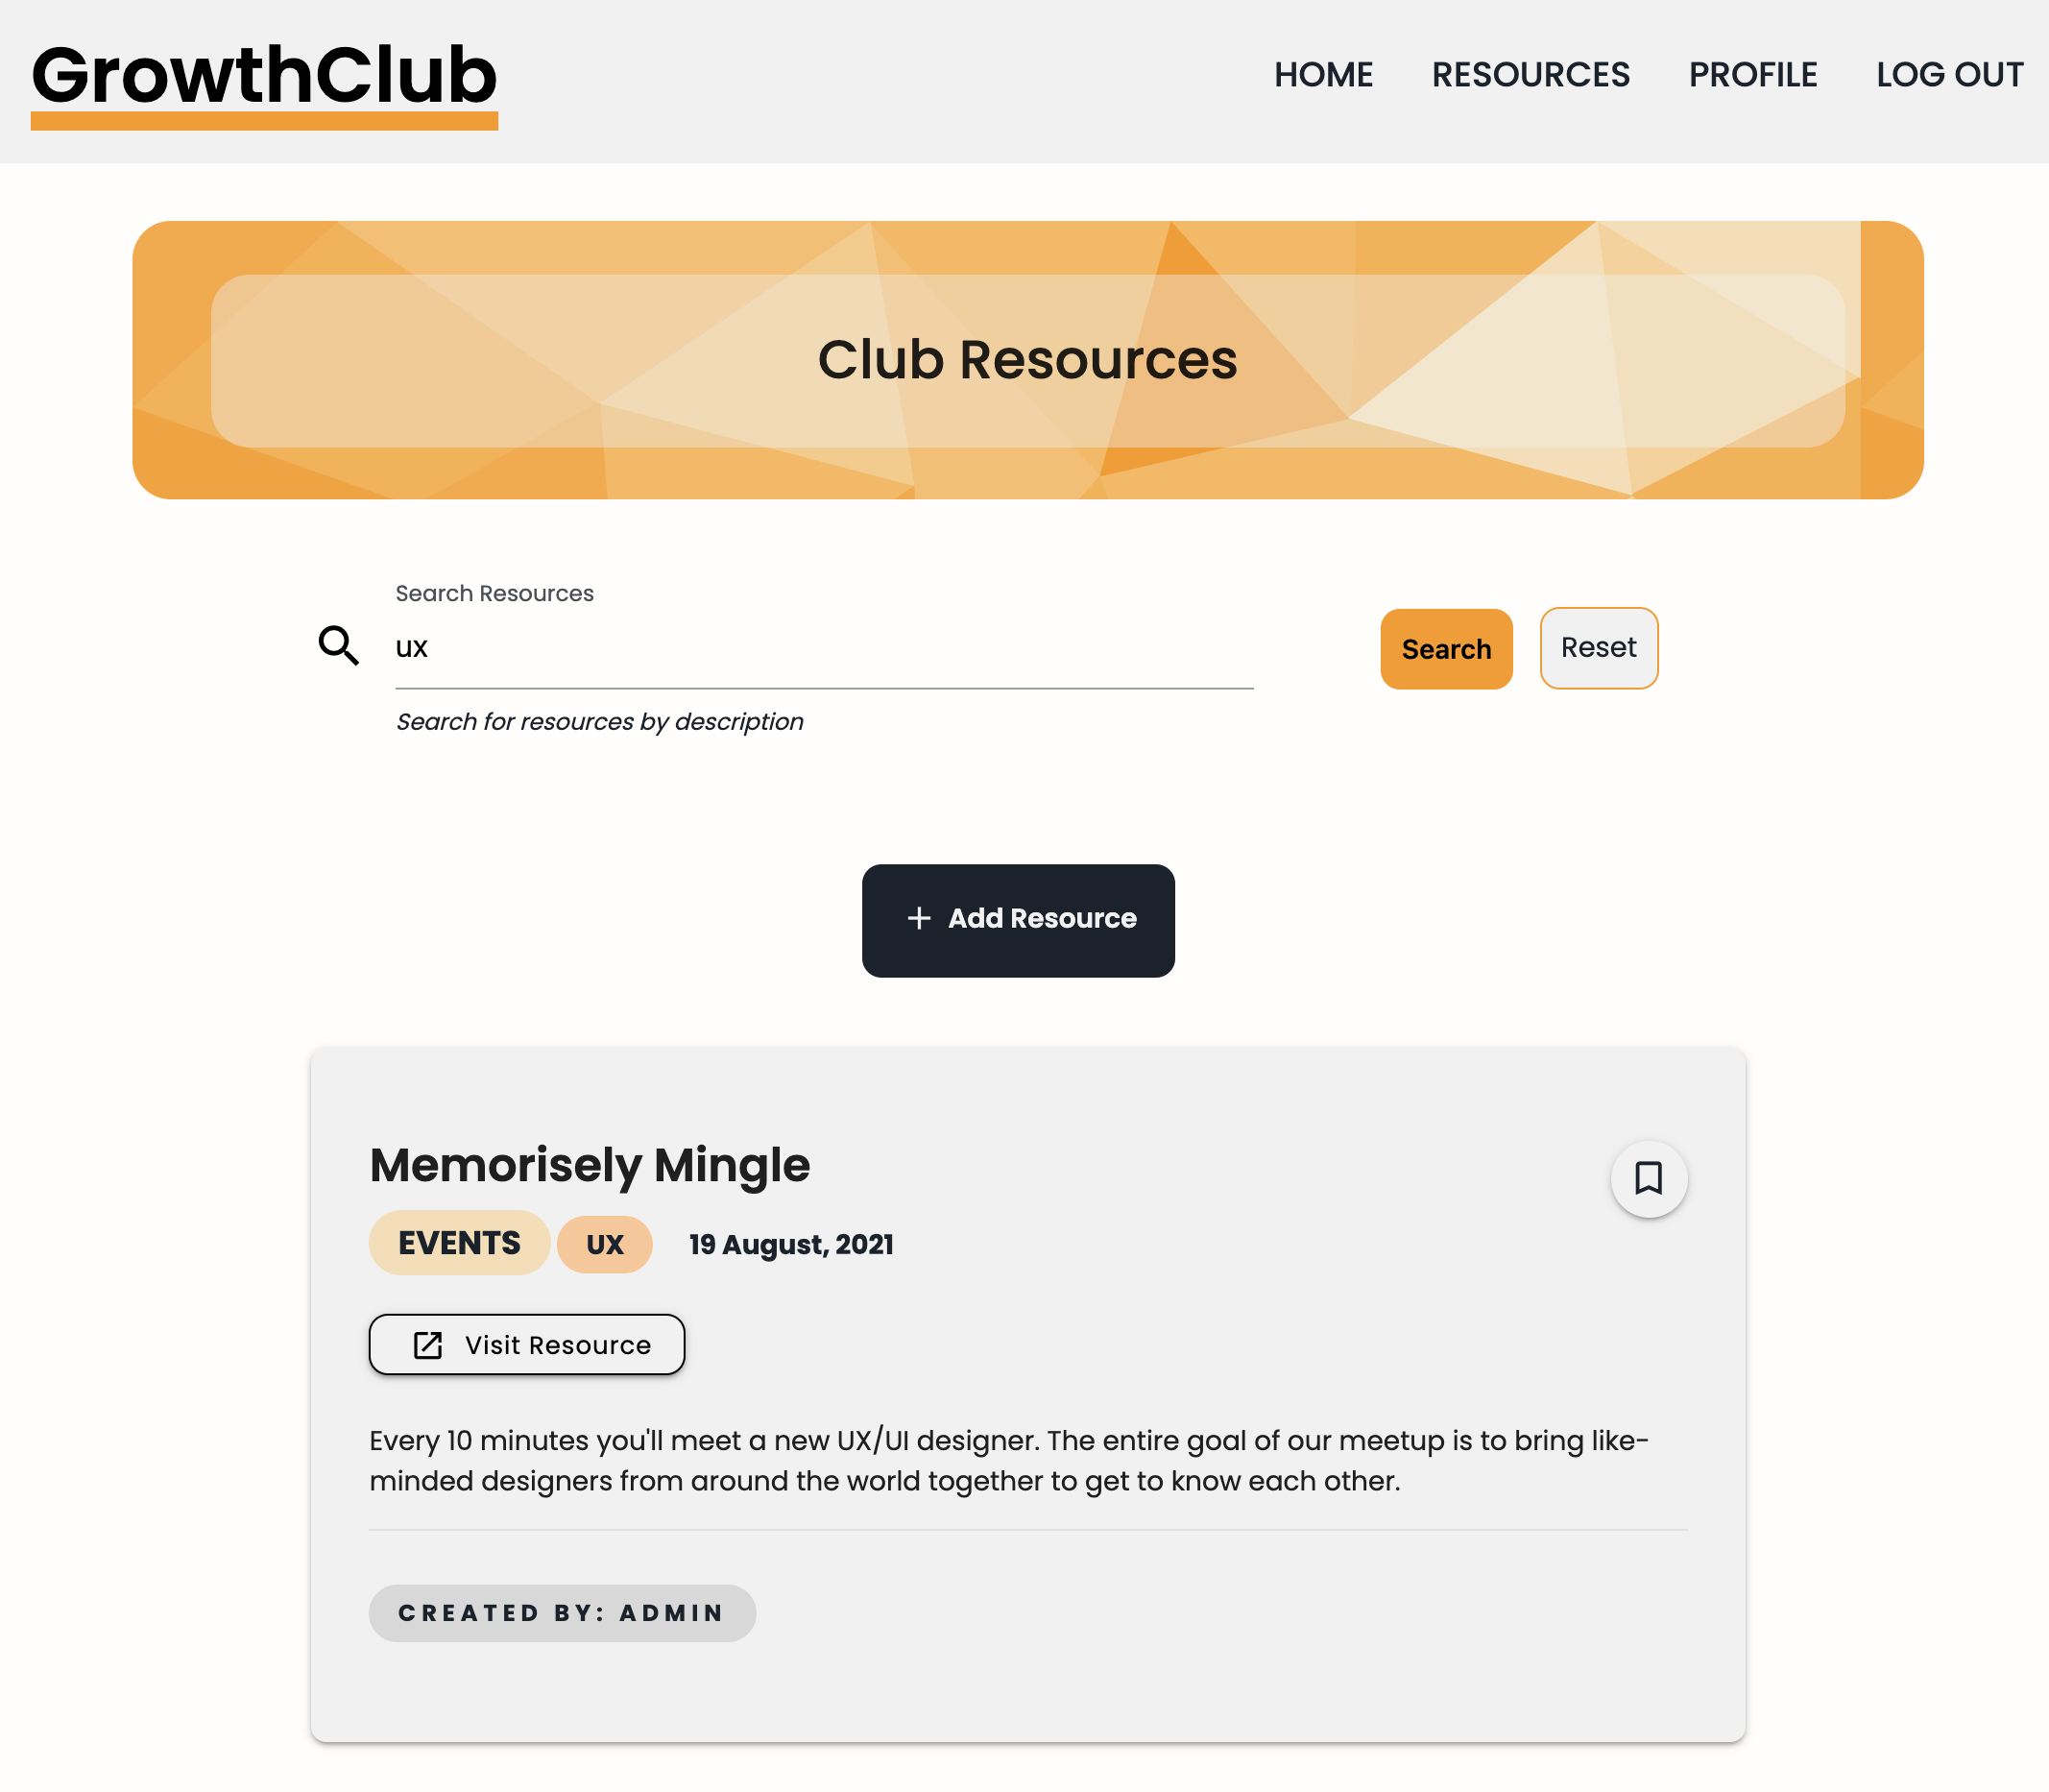 GrowthClub
HOME RESOURCES PROFILE LOG OUT
Club Resources
Search Resources
ux
Search Reset
Search for resources by description
Add Resource
Memorisely Mingle
EVENTS UX 19 August, 2021
Visit Resource
Every 10 minutes you'll meet a new UX/UI designer. The entire goal of our meetup is to bring like-
minded designers from around the world together to get to know each other.
CREATED BY: ADMIN